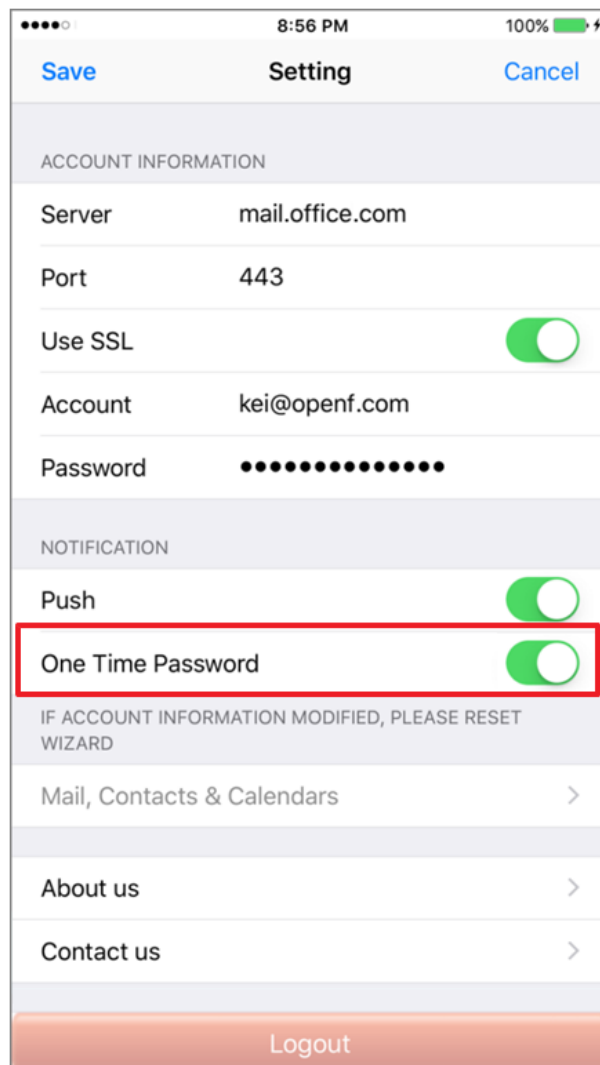 8:56 PM 100%
Save Setting Cancel
ACCOUNT INFORMATION
Server mail.office.com
Port 443
Use SSL
Account kei@openf.com
Password ••••••••••••••
NOTIFICATION
Push
One Time Password
IF ACCOUNT INFORMATION MODIFIED, PLEASE RESET
WIZARD
Mail, Contacts & Calendars
About us
Contact us
Logout